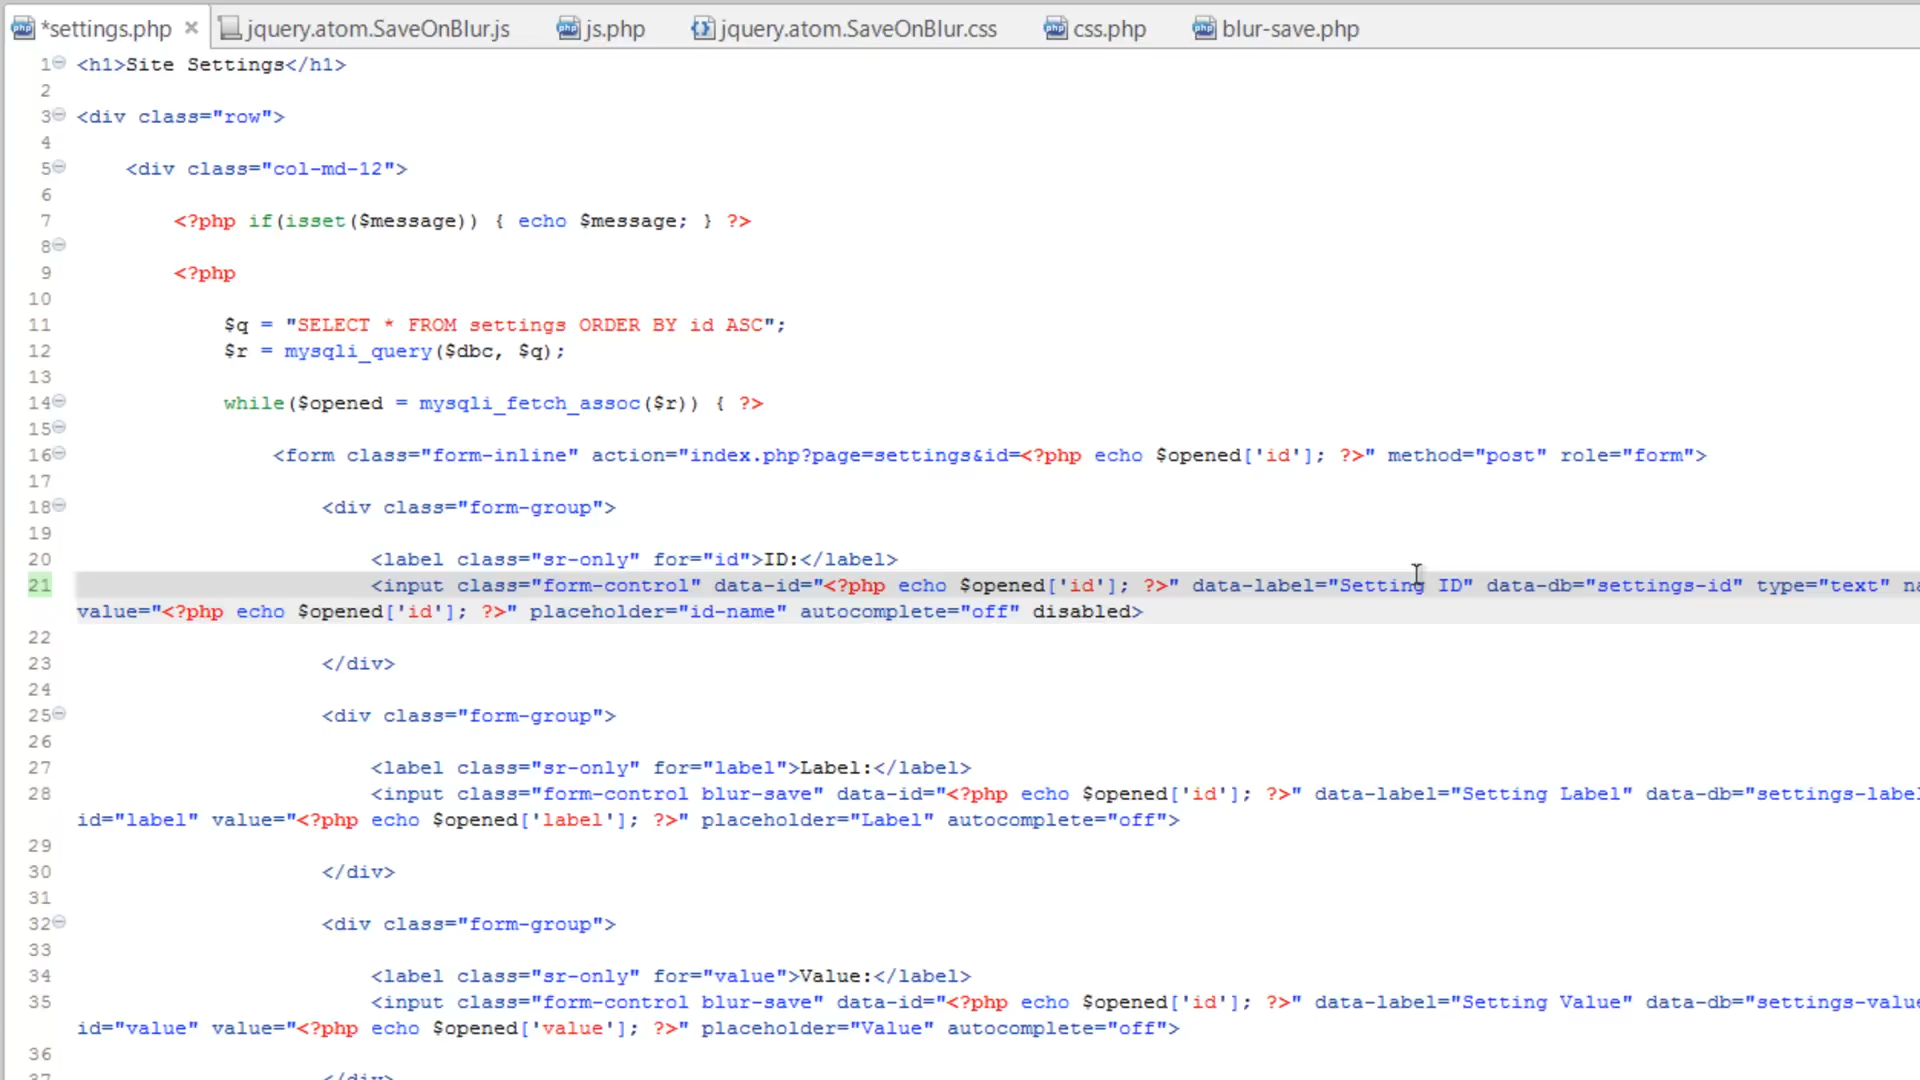 *settings.php
jquery.atom.SaveOnBlur.js
js.php
jquery.atom.SaveOnBlur.css
css.php
blur-save.php
1 <h1>Site Settings</h1>
2
3 <div class="row">
4
5 <div class="col-md-12">
6
7 <?php if(isset($message)) { echo $message; } ?>
8
9 <?php
10
11 $q = "SELECT * FROM settings ORDER BY id ASC";
12 $r = mysqli_query($dbc, $q);
13
14 while($opened = mysqli_fetch_assoc($r)) { ?>
15
16 <form class="form-inline" action="index.php?page=settings&id=<?php echo $opened['id']; ?>" method="post" role="form">
17
18 <div class="form-group">
19
20 <label class="sr-only" for="id">ID:</label>
21 <input class="form-control" data-id="<?php echo $opened['id']; ?>" data-label="Setting ID" data-db="settings-id" type="text" na
value="<?php echo $opened['id']; ?>" placeholder="id-name" autocomplete="off" disabled>
22
23 </div>
24
25 <div class="form-group">
26
27 <label class="sr-only" for="label">Label:</label>
28 <input class="form-control blur-save" data-id="<?php echo $opened['id']; ?>" data-label="Setting Label" data-db="settings-label
id="label" value="<?php echo $opened['label']; ?>" placeholder="Label" autocomplete="off">
29
30 </div>
31
32 <div class="form-group">
33
34 <label class="sr-only" for="value">Value:</label>
35 <input class="form-control blur-save" data-id="<?php echo $opened['id']; ?>" data-label="Setting Value" data-db="settings-value
id="value" value="<?php echo $opened['value']; ?>" placeholder="Value" autocomplete="off">
36
37 </div>